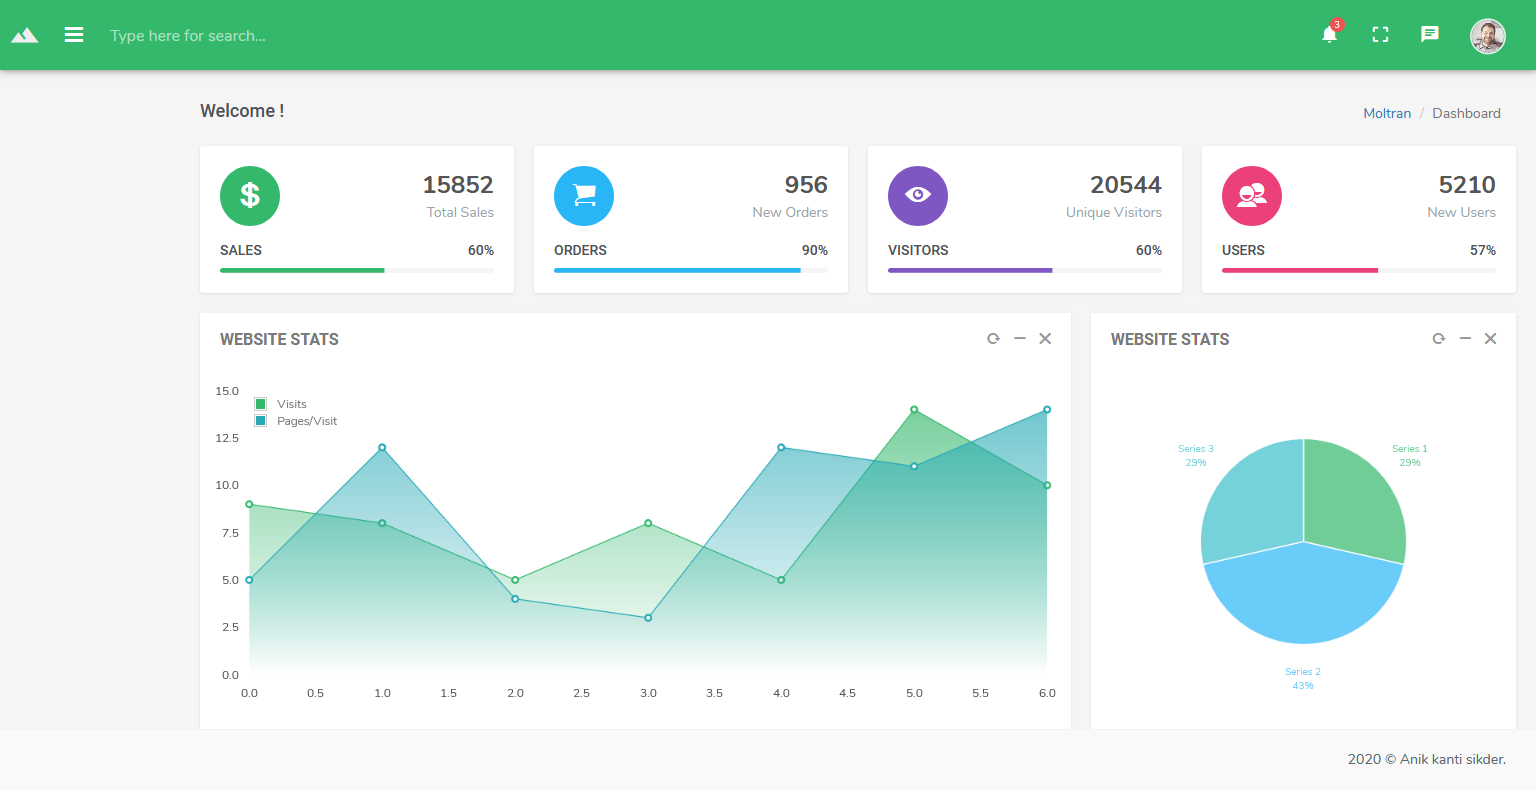 Type here for search...
3
Welcome !
Moltran / Dashboard
$
15852
Total Sales
SALES 60%
956
New Orders
ORDERS 90%
20544
Unique Visitors
VISITORS 60%
5210
New Users
USERS 57%
WEBSITE STATS
15.0
12.5
10.0
7.5
5.0
2.5
0.0
Visits
Pages/Visit
0.0 0.5 1.0 1.5 2.0 2.5 3.0 3.5 4.0 4.5 5.0 5.5 6.0
WEBSITE STATS
Series 3
29%
Series 1
29%
Series 2
43%
2020 © Anik kanti sikder.